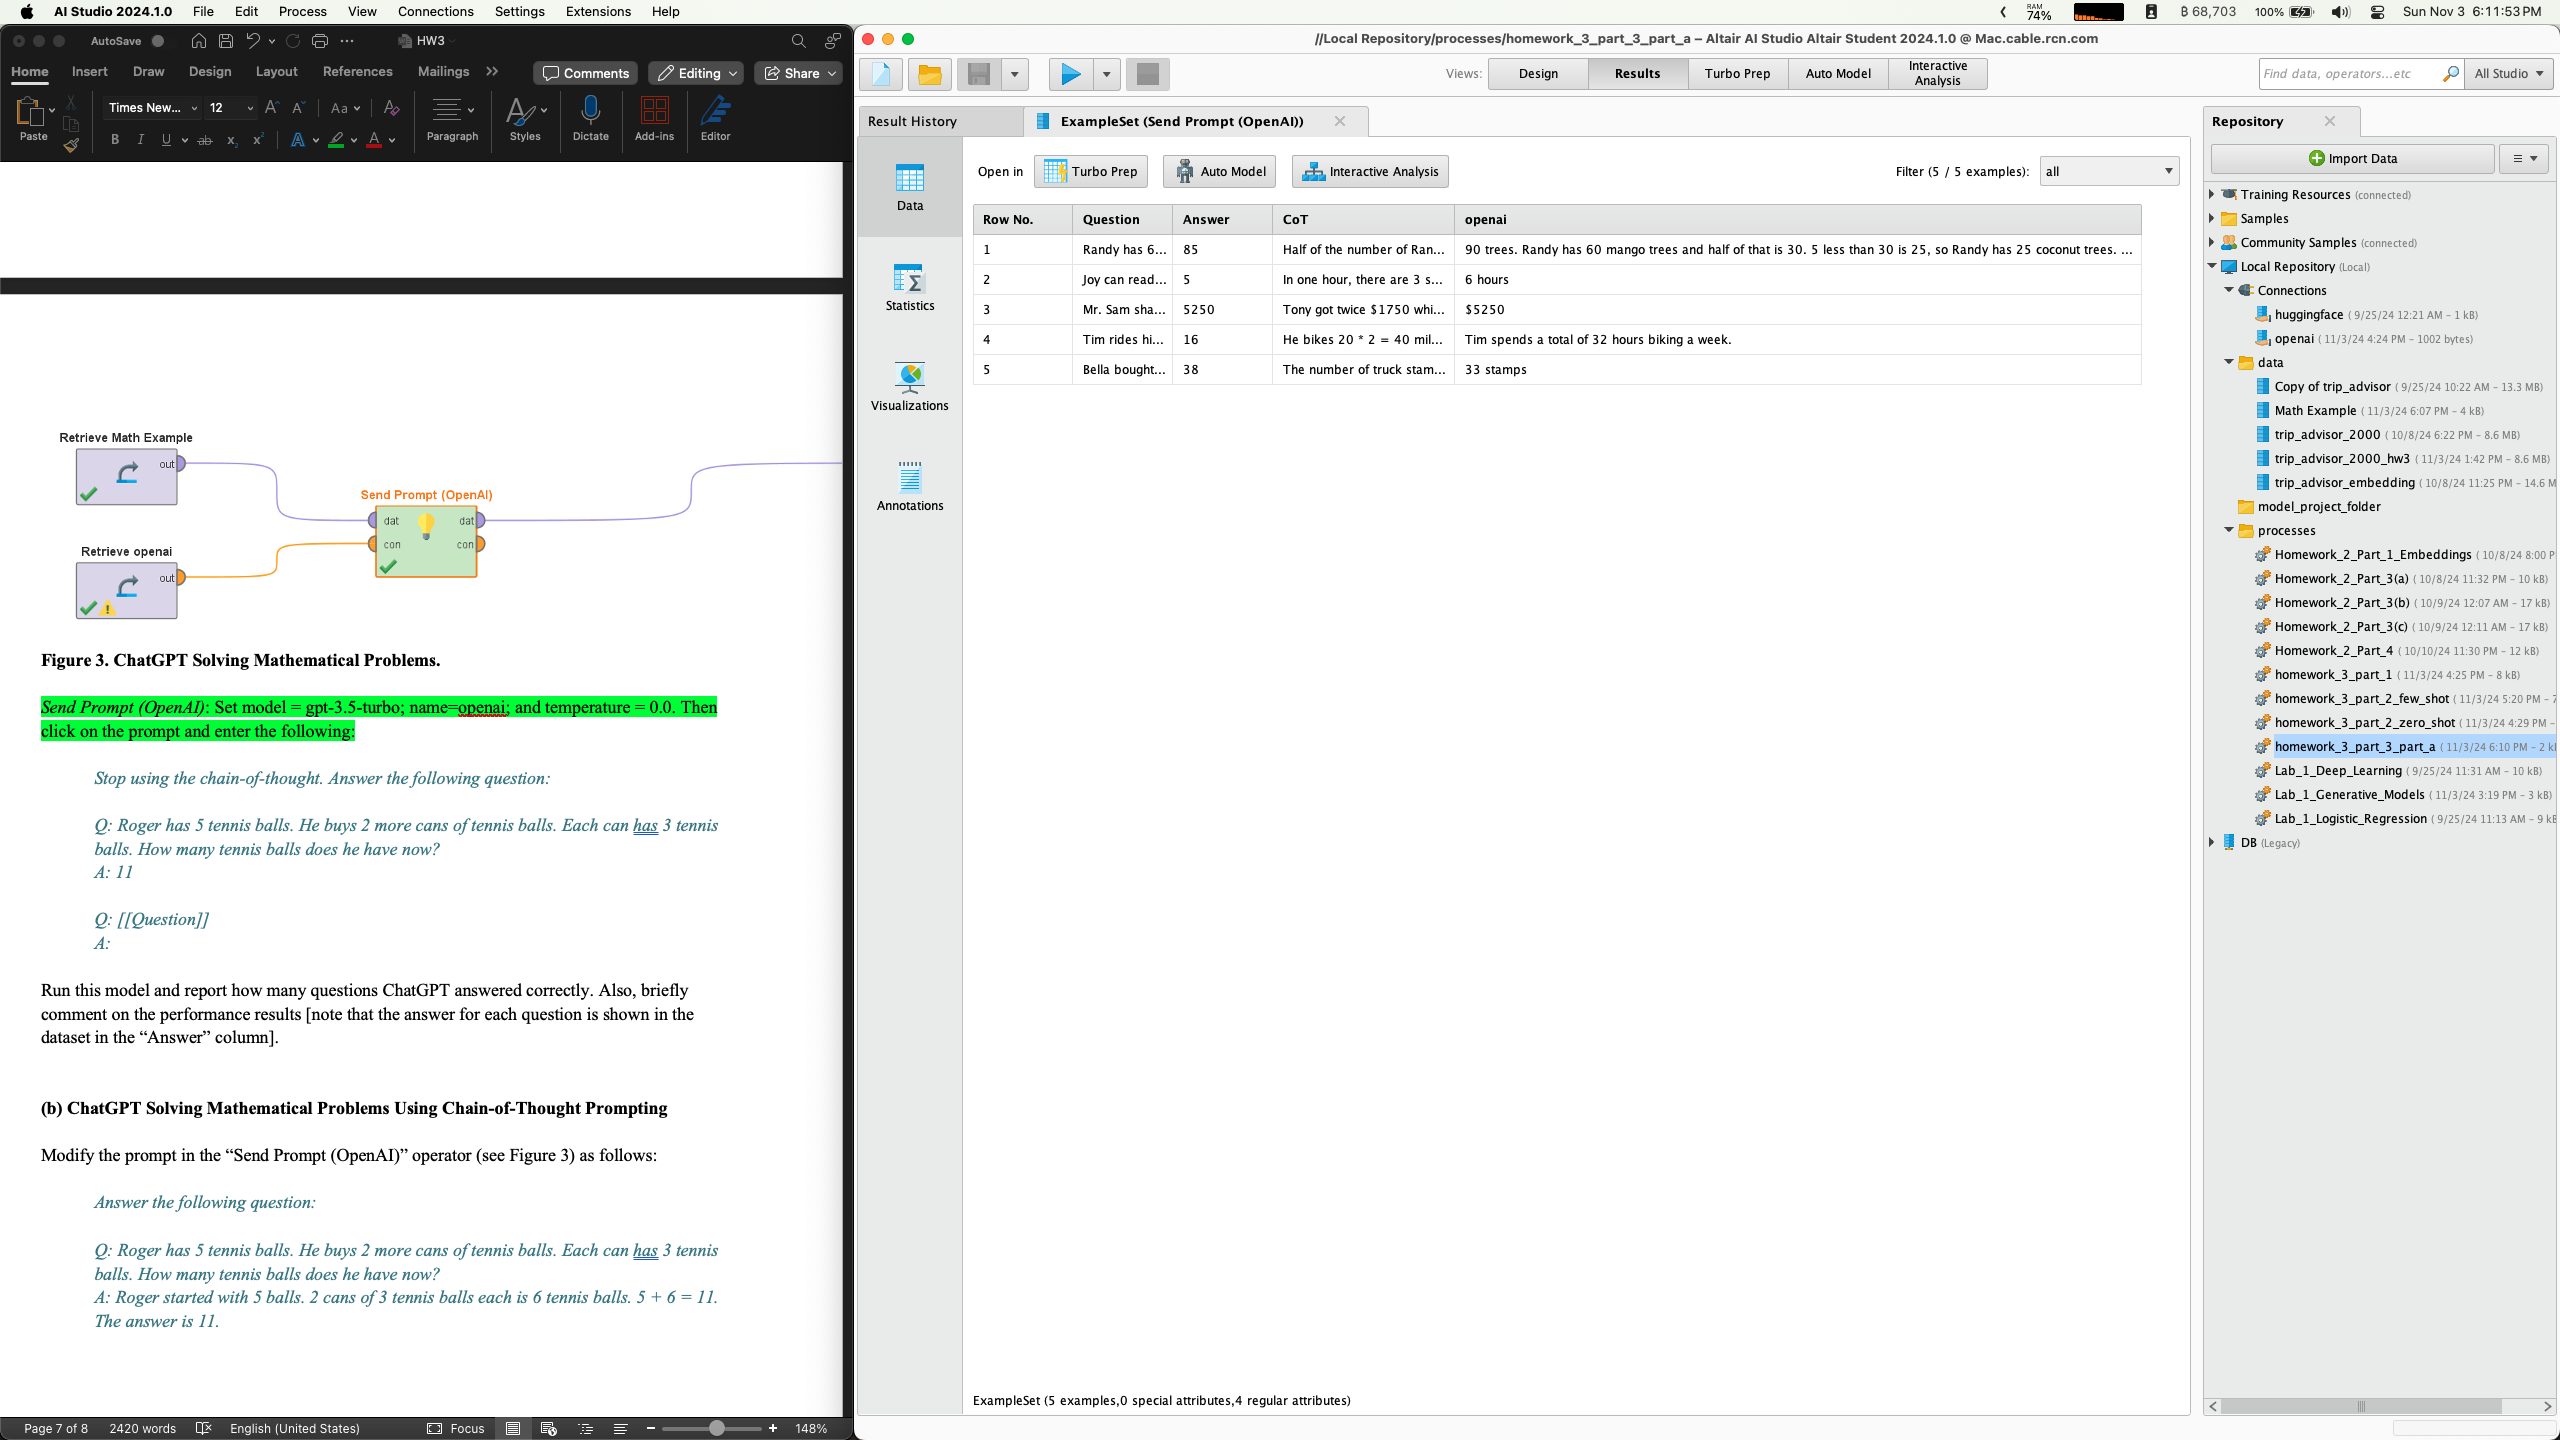 AI Studio 2024.1.0 File Edit Process View Connections Settings Extensions Help
RAM 74% ฿ 68,703 100% Sun Nov 3 6:11:53 PM
AutoSave HW3
Home Insert Draw Design Layout References Mailings >> Comments Editing Share
Paste Times New... 12 Aa Paragraph Styles Dictate Add-ins Editor
B I U ab x x A A
Retrieve Math Example
out
Send Prompt (OpenAI)
dat dat
con con
Retrieve openai
out
Figure 3. ChatGPT Solving Mathematical Problems.
Send Prompt (OpenAI): Set model = gpt-3.5-turbo; name=openai; and temperature = 0.0. Then
click on the prompt and enter the following:
Stop using the chain-of-thought. Answer the following question:
Q: Roger has 5 tennis balls. He buys 2 more cans of tennis balls. Each can has 3 tennis
balls. How many tennis balls does he have now?
A: 11
Q: [[Question]]
A:
Run this model and report how many questions ChatGPT answered correctly. Also, briefly
comment on the performance results [note that the answer for each question is shown in the
dataset in the “Answer” column].
(b) ChatGPT Solving Mathematical Problems Using Chain-of-Thought Prompting
Modify the prompt in the “Send Prompt (OpenAI)” operator (see Figure 3) as follows:
Answer the following question:
Q: Roger has 5 tennis balls. He buys 2 more cans of tennis balls. Each can has 3 tennis
balls. How many tennis balls does he have now?
A: Roger started with 5 balls. 2 cans of 3 tennis balls each is 6 tennis balls. 5 + 6 = 11.
The answer is 11.
Page 7 of 8 2420 words English (United States) Focus 148%
//Local Repository/processes/homework_3_part_3_part_a – Altair AI Studio Altair Student 2024.1.0 @ Mac.cable.rcn.com
Views: Design Results Turbo Prep Auto Model Interactive Analysis
Find data, operators...etc All Studio
Result History ExampleSet (Send Prompt (OpenAI))
Data
Statistics
Visualizations
Annotations
Open in Turbo Prep Auto Model Interactive Analysis Filter (5 / 5 examples): all
Row No. Question Answer CoT openai
1 Randy has 6... 85 Half of the number of Ran... 90 trees. Randy has 60 mango trees and half of that is 30. 5 less than 30 is 25, so Randy has 25 coconut trees. ...
2 Joy can read... 5 In one hour, there are 3 s... 6 hours
3 Mr. Sam sha... 5250 Tony got twice $1750 whi... $5250
4 Tim rides hi... 16 He bikes 20 * 2 = 40 mil... Tim spends a total of 32 hours biking a week.
5 Bella bought... 38 The number of truck stam... 33 stamps
ExampleSet (5 examples,0 special attributes,4 regular attributes)
Repository
Import Data
Training Resources (connected)
Samples
Community Samples (connected)
Local Repository (Local)
Connections
huggingface ( 9/25/24 12:21 AM – 1 kB)
openai ( 11/3/24 4:24 PM – 1002 bytes)
data
Copy of trip_advisor ( 9/25/24 10:22 AM – 13.3 MB)
Math Example ( 11/3/24 6:07 PM – 4 kB)
trip_advisor_2000 ( 10/8/24 6:22 PM – 8.6 MB)
trip_advisor_2000_hw3 ( 11/3/24 1:42 PM – 8.6 MB)
trip_advisor_embedding ( 10/8/24 11:25 PM – 14.6 M
model_project_folder
processes
Homework_2_Part_1_Embeddings ( 10/8/24 8:00 P
Homework_2_Part_3(a) ( 10/8/24 11:32 PM – 10 kB)
Homework_2_Part_3(b) ( 10/9/24 12:07 AM – 17 kB)
Homework_2_Part_3(c) ( 10/9/24 12:11 AM – 17 kB)
Homework_2_Part_4 ( 10/10/24 11:30 PM – 12 kB)
homework_3_part_1 ( 11/3/24 4:25 PM – 8 kB)
homework_3_part_2_few_shot ( 11/3/24 5:20 PM – 7
homework_3_part_2_zero_shot ( 11/3/24 4:29 PM –
homework_3_part_3_part_a ( 11/3/24 6:10 PM – 2 k
Lab_1_Deep_Learning ( 9/25/24 11:31 AM – 10 kB)
Lab_1_Generative_Models ( 11/3/24 3:19 PM – 3 kB)
Lab_1_Logistic_Regression ( 9/25/24 11:13 AM – 9 kB
DB (Legacy)